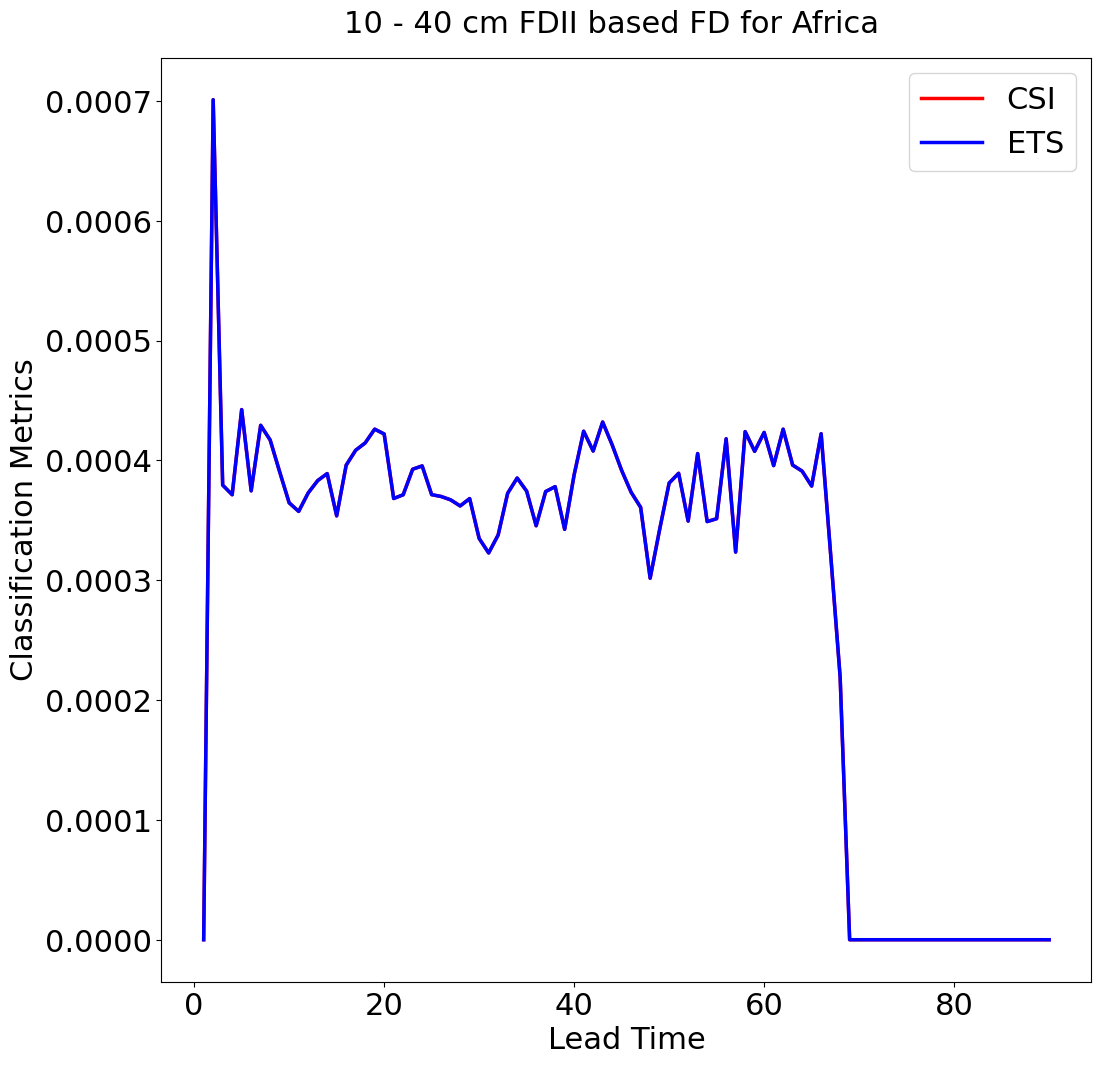 10 - 40 cm FDII based FD for Africa
CSI
ETS
Classification Metrics
0.0007
0.0006
0.0005
0.0004
0.0003
0.0002
0.0001
0.0000
0 20 40 60 80
Lead Time